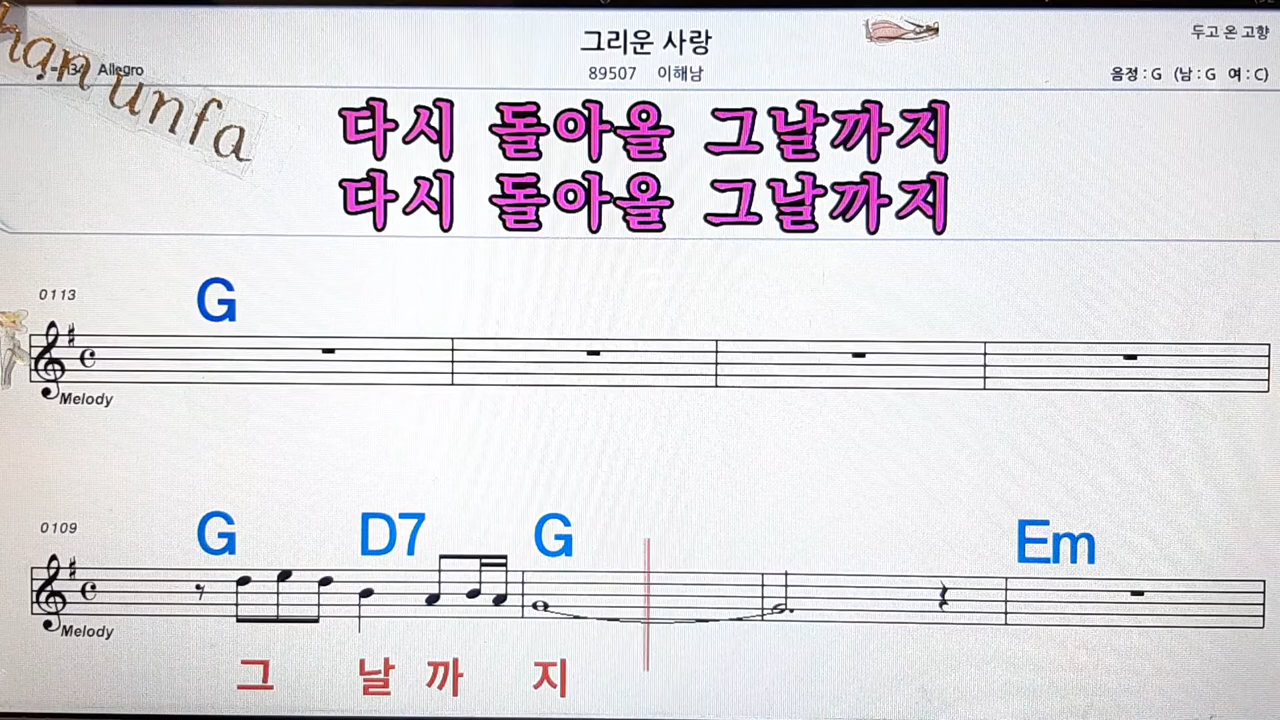 han unfa
그리운 사랑
두고 온 고향
Allegro
89507 이해남
음정 : G (남 : G 여 : C)
다시 돌아올 그날까지
다시 돌아올 그날까지
0113
G
Melody
0109
G D7 G Em
Melody
그 날 까 지